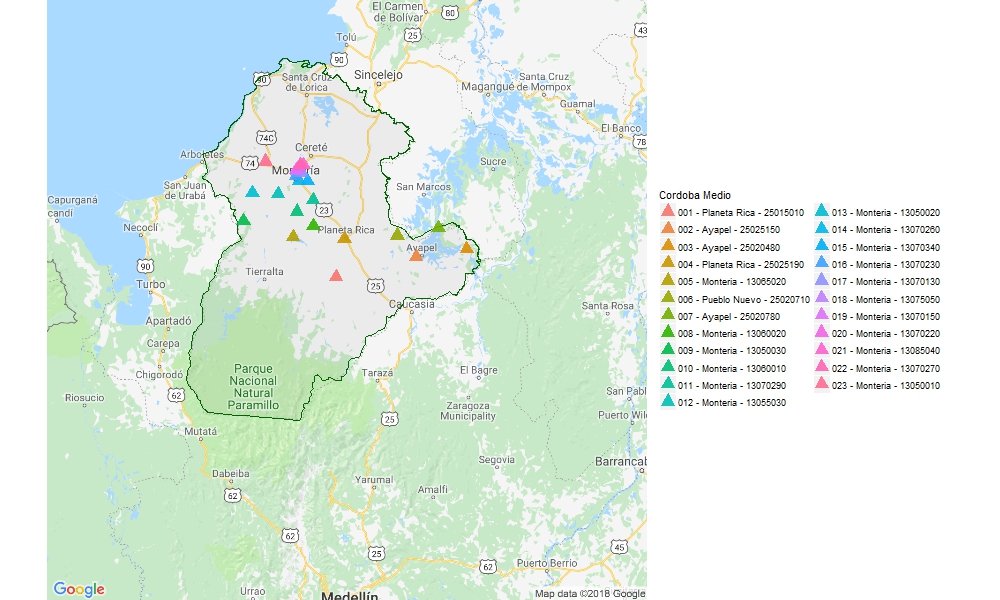 El Carmen
de Bolívar
80
43
Tolú
25
90
Sincelejo
90
Santa Cruz
de Lorica
Santa Cruz
de Mompox
Magangué
Guamal
El Banco
78
74C
Cereté
Arboletes
74
Montería
Sucre
San Juan
de Urabá
San Marcos
Capurganá
Necoclí
23
Planeta Rica
Ayapel
90
Turbo
Tierralta
25
Caucasia
Santa Rosa
Apartadó
Carepa
Chigorodó
Parque
Nacional
Natural
Paramillo
Taraza
El Bagre
Riosucio
62
San Pabl
Zaragoza
Municipality
Puerto Wil
25
Mutatá
Dabeiba
Segovia
Barrancab
62
Yarumal
Amalfi
62
25
45
62
Puerto Berrio
Urrao
Medellín
Google
Map data ©2018 Google
Cordoba Medio
001 - Planeta Rica - 25015010
002 - Ayapel - 25025150
003 - Ayapel - 25020480
004 - Planeta Rica - 25025190
005 - Monteria - 13065020
006 - Pueblo Nuevo - 25020710
007 - Ayapel - 25020780
008 - Monteria - 13060020
009 - Monteria - 13050030
010 - Monteria - 13060010
011 - Monteria - 13070290
012 - Monteria - 13055030
013 - Monteria - 13050020
014 - Monteria - 13070260
015 - Monteria - 13070340
016 - Monteria - 13070230
017 - Monteria - 13070130
018 - Monteria - 13075050
019 - Monteria - 13070150
020 - Monteria - 13070220
021 - Monteria - 13085040
022 - Monteria - 13070270
023 - Monteria - 13050010